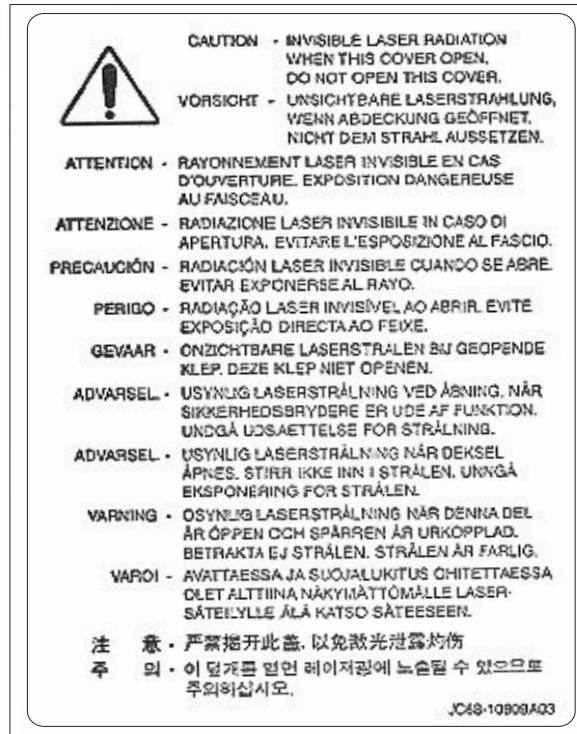 CAUTION - INVISIBLE LASER RADIATION
WHEN THIS COVER OPEN.
DO NOT OPEN THIS COVER.
VORSICHT - UNSICHTBARE LASERSTRAHLUNG,
WENN ABDECKUNG GEÖFFNET.
NICHT DEM STRAHL AUSSETZEN.
ATTENTION - RAYONNEMENT LASER INVISIBLE EN CAS
D'OUVERTURE. EXPOSITION DANGEREUSE
AU FAISCEAU.
ATTENZIONE - RADIAZIONE LASER INVISIBILE IN CASO DI
APERTURA. EVITARE L'ESPOSIZIONE AL FASCIO.
PRECAUCIÓN - RADIACIÓN LASER INVISIBLE CUANDO SE ABRE.
EVITAR EXPONERSE AL RAYO.
PERIGO - RADIAÇÃO LASER INVISÍVEL AO ABRIR. EVITE
EXPOSIÇÃO DIRECTA AO FEIXE.
GEVAAR - ONZICHTBARE LASERSTRALEN BIJ GEOPENDE
KLEP. DEZE KLEP NIET OPENEN.
ADVARSEL. - USYNLIG LASERSTRÅLNING VED ÅBNING, NÅR
SIKKERHEDSBRYDERE ER UDE AF FUNKTION.
UNDGÅ UDSAETTELSE FOR STRÅLNING.
ADVARSEL. - USYNLIG LASERSTRÅLNING NÅR DEKSEL
ÅPNES. STIRR IKKE INN I STRÅLEN. UNNGÅ
EKSPONERING FOR STRÅLEN.
VARNING - OSYNLIG LASERSTRÅLNING NÄR DENNA DEL
ÄR ÖPPEN OCH SPÄRREN ÄR URKOPPLAD.
BETRAKTA EJ STRÅLEN. STRÅLEN ÄR FARLIG.
VARO! - AVATTAESSA JA SUOJALUKITUS OHITETTAESSA
OLET ALTTIINA NÄKYMÄTTÖMÄLLE LASER-
SÄTEILYLLE ÄLÄ KATSO SÄTEESEEN.
注 意 - 严禁揭开此盖, 以免激光泄露灼伤
주 의 - 이 덮개를 열면 레이저광에 노출될 수 있으므로
주의하십시오.
JC68-10909A03